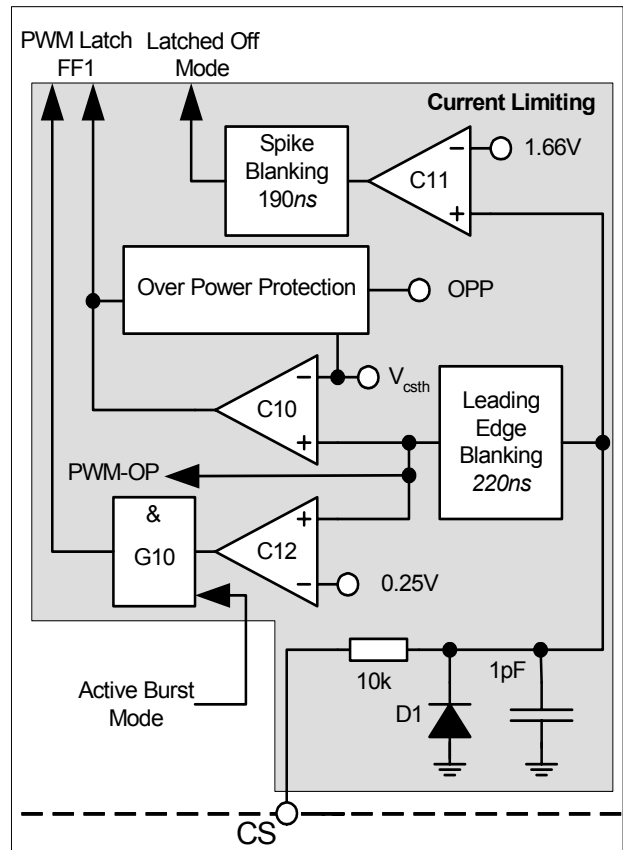 PWM Latch
FF1
Latched Off
Mode
Current Limiting
Spike
Blanking
190ns
C11
1.66V
Over Power Protection
OPP
C10
Vcsth
Leading
Edge
Blanking
220ns
PWM-OP
&
G10
C12
0.25V
10k
1pF
D1
Active Burst
Mode
CS